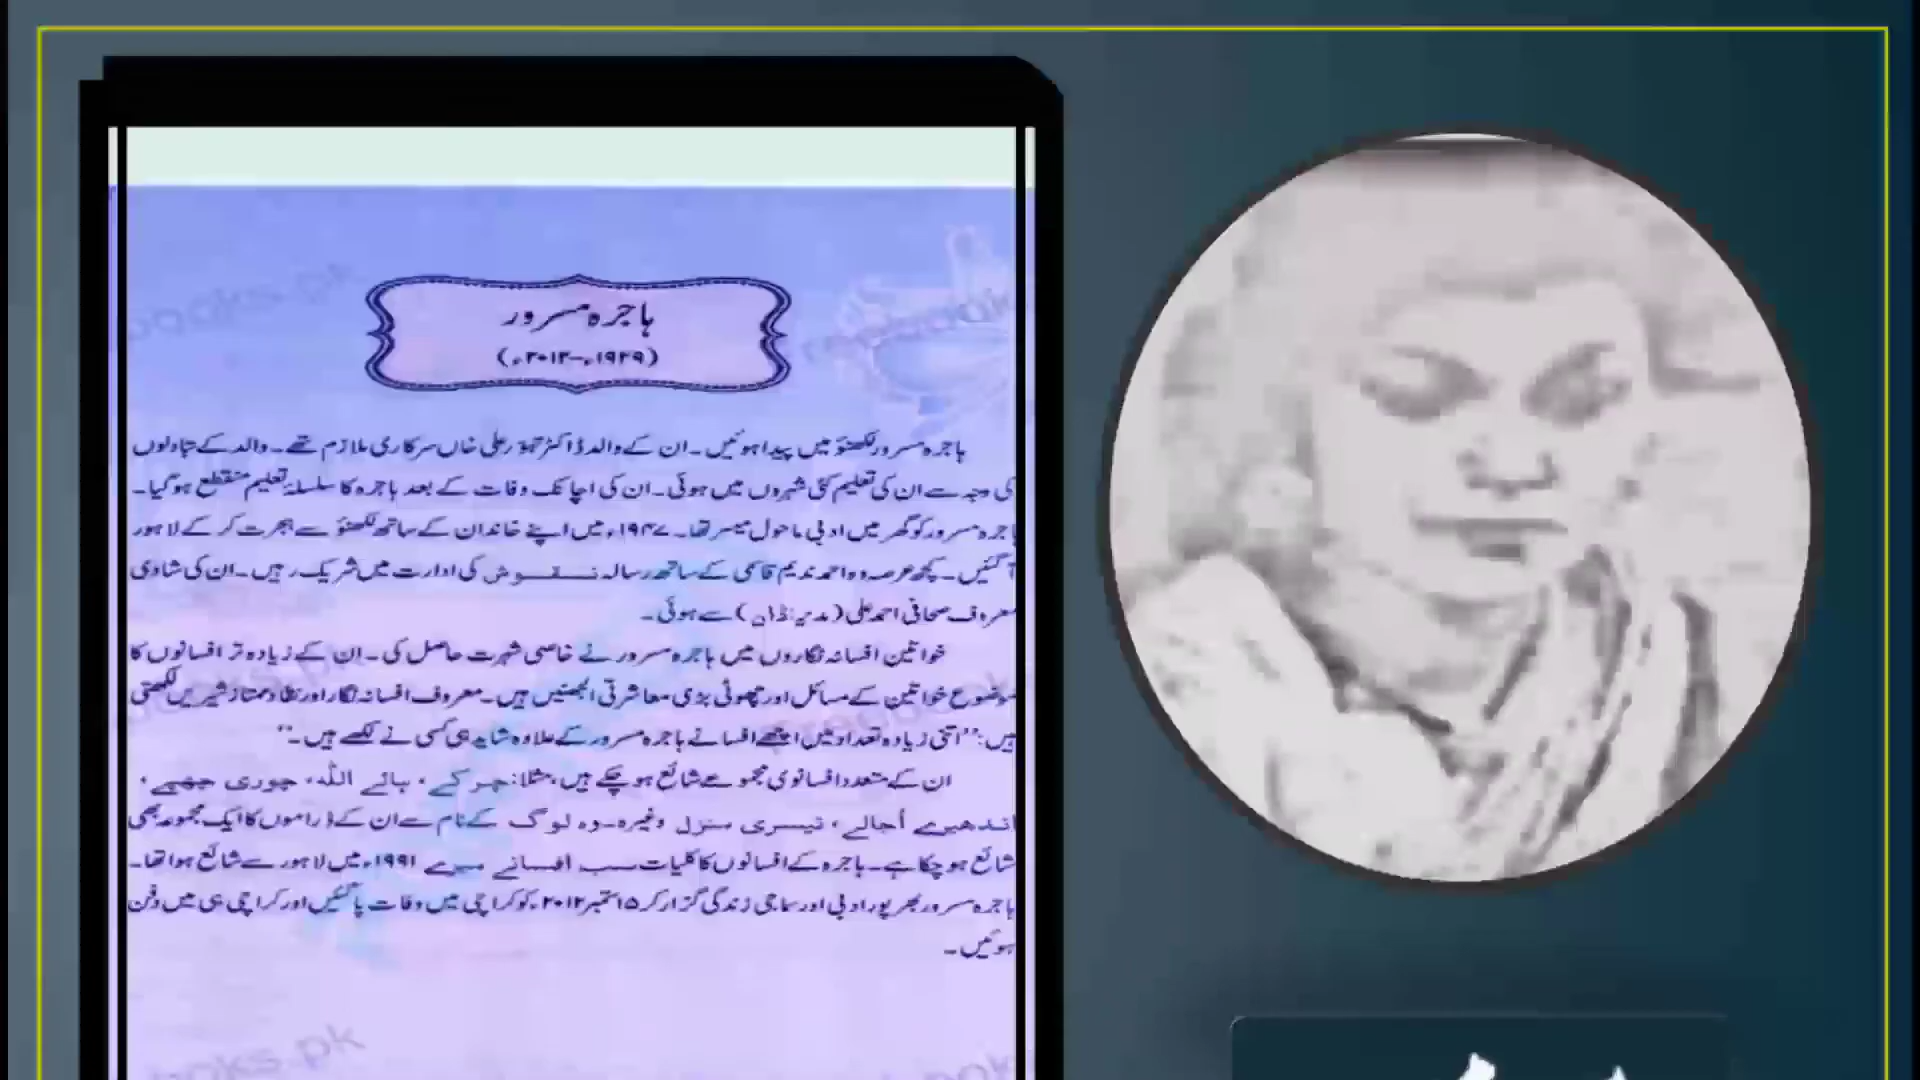 ہاجرہ مسرور
(۱۹۲۹ء–۲۰۱۲ء)
ہاجرہ مسرور لکھنؤ میں پیدا ہوئیں۔ ان کے والد ڈاکٹر تہوّر علی خاں سرکاری ملازم تھے۔ والد کے تبادلوں
کی وجہ سے ان کی تعلیم کئی شہروں میں ہوئی۔ ان کی اچانک وفات کے بعد ہاجرہ کا سلسلۂ تعلیم منقطع ہوگیا۔
ہاجرہ مسرور کو گھر میں ادبی ماحول میسر تھا۔ ۱۹۴۷ء میں اپنے خاندان کے ساتھ لکھنؤ سے ہجرت کر کے لاہور
آ گئیں۔ کچھ عرصہ وہ احمد ندیم قاسمی کے ساتھ رسالہ نقوش کی ادارت میں شریک رہیں۔ ان کی شادی
معروف صحافی احمد علی (مدیر: ڈان) سے ہوئی۔
خواتین افسانہ نگاروں میں ہاجرہ مسرور نے خاصی شہرت حاصل کی۔ ان کے زیادہ تر افسانوں کا
موضوع خواتین کے مسائل اور چھوٹی بڑی معاشرتی الجھنیں ہیں۔ معروف افسانہ نگار اور نقاد ممتاز شیریں لکھتی
ہیں: ''اتنی زیادہ تعداد میں اچھے افسانے ہاجرہ مسرور کے علاوہ شاید ہی کسی نے لکھے ہیں۔''
ان کے متعدد افسانوی مجموعے شائع ہو چکے ہیں، مثلاً: چرکے، ہائے اللہ، چوری چھپے،
اندھیرے اُجالے، تیسری منزل وغیرہ۔ وہ لوگ کے نام سے ان کے ڈراموں کا ایک مجموعہ بھی
شائع ہو چکا ہے۔ ہاجرہ کے افسانوں کا کلیات سب افسانے میرے ۱۹۹۱ء میں لاہور سے شائع ہوا تھا۔
ہاجرہ مسرور بھرپور ادبی اور سماجی زندگی گزار کر ۱۵ ستمبر ۲۰۱۲ء کو کراچی میں وفات پا گئیں اور کراچی ہی میں دفن
ہوئیں۔